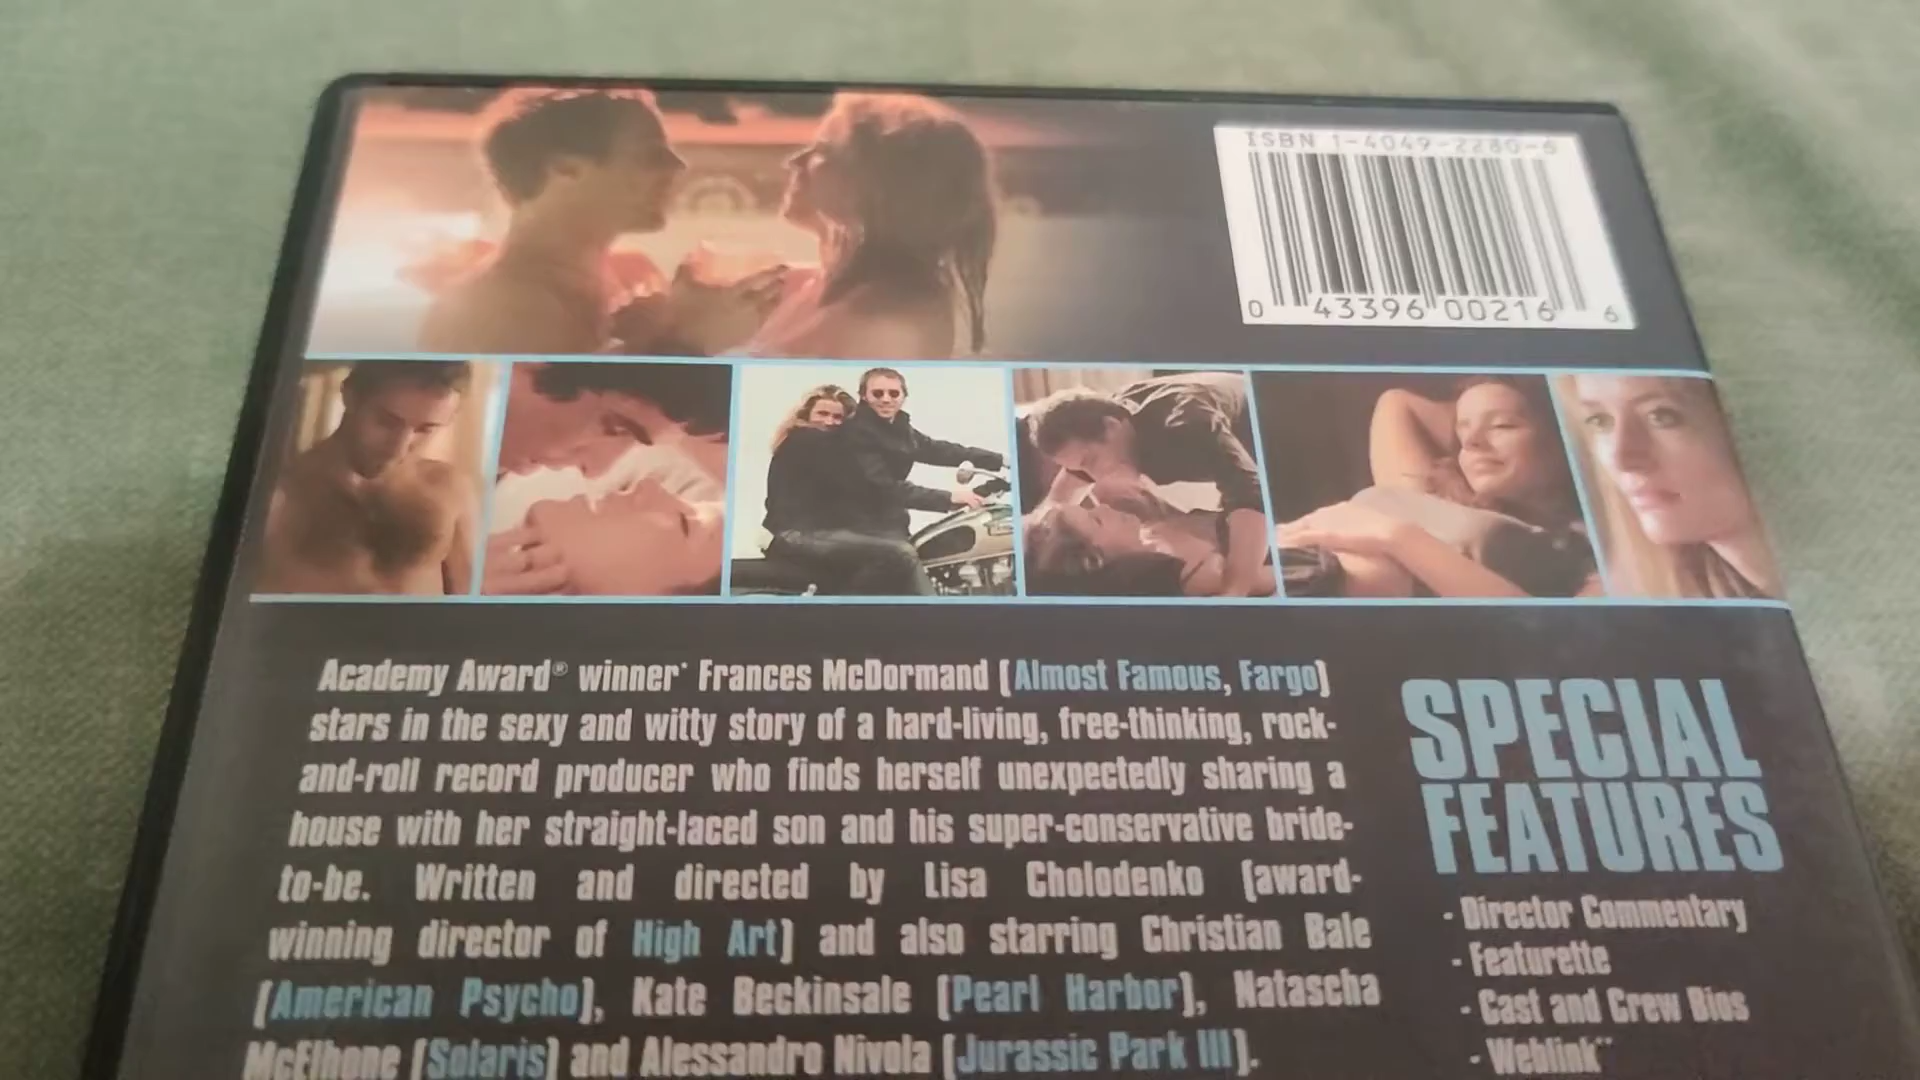 ISBN 1-4049-2280-6
0 43396 00216 6
Academy Award® winner* Frances McDormand (Almost Famous, Fargo)
stars in the sexy and witty story of a hard-living, free-thinking, rock-
and-roll record producer who finds herself unexpectedly sharing a
house with her straight-laced son and his super-conservative bride-
to-be. Written and directed by Lisa Cholodenko (award-
winning director of High Art) and also starring Christian Bale
(American Psycho), Kate Beckinsale (Pearl Harbor), Natascha
McElhone (Solaris) and Alessandro Nivola (Jurassic Park III).
SPECIAL
FEATURES
- Director Commentary
- Featurette
- Cast and Crew Bios
- Weblink**